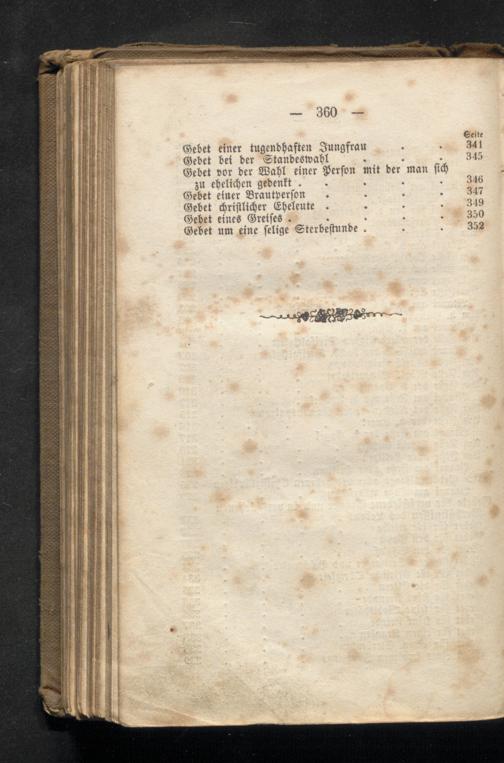 — 360 —
Seite
Gebet einer tugendhaften Jungfrau . . 341
Gebet bei der Standeswahl . . . 345
Gebet vor der Wahl einer Person mit der man sich
zu ehelichen gedenkt . . . . . 346
Gebet einer Brautperson . . . . 347
Gebet christlicher Eheleute . . . . 349
Gebet eines Greises . . . . . 350
Gebet um eine selige Sterbestunde . . . 352